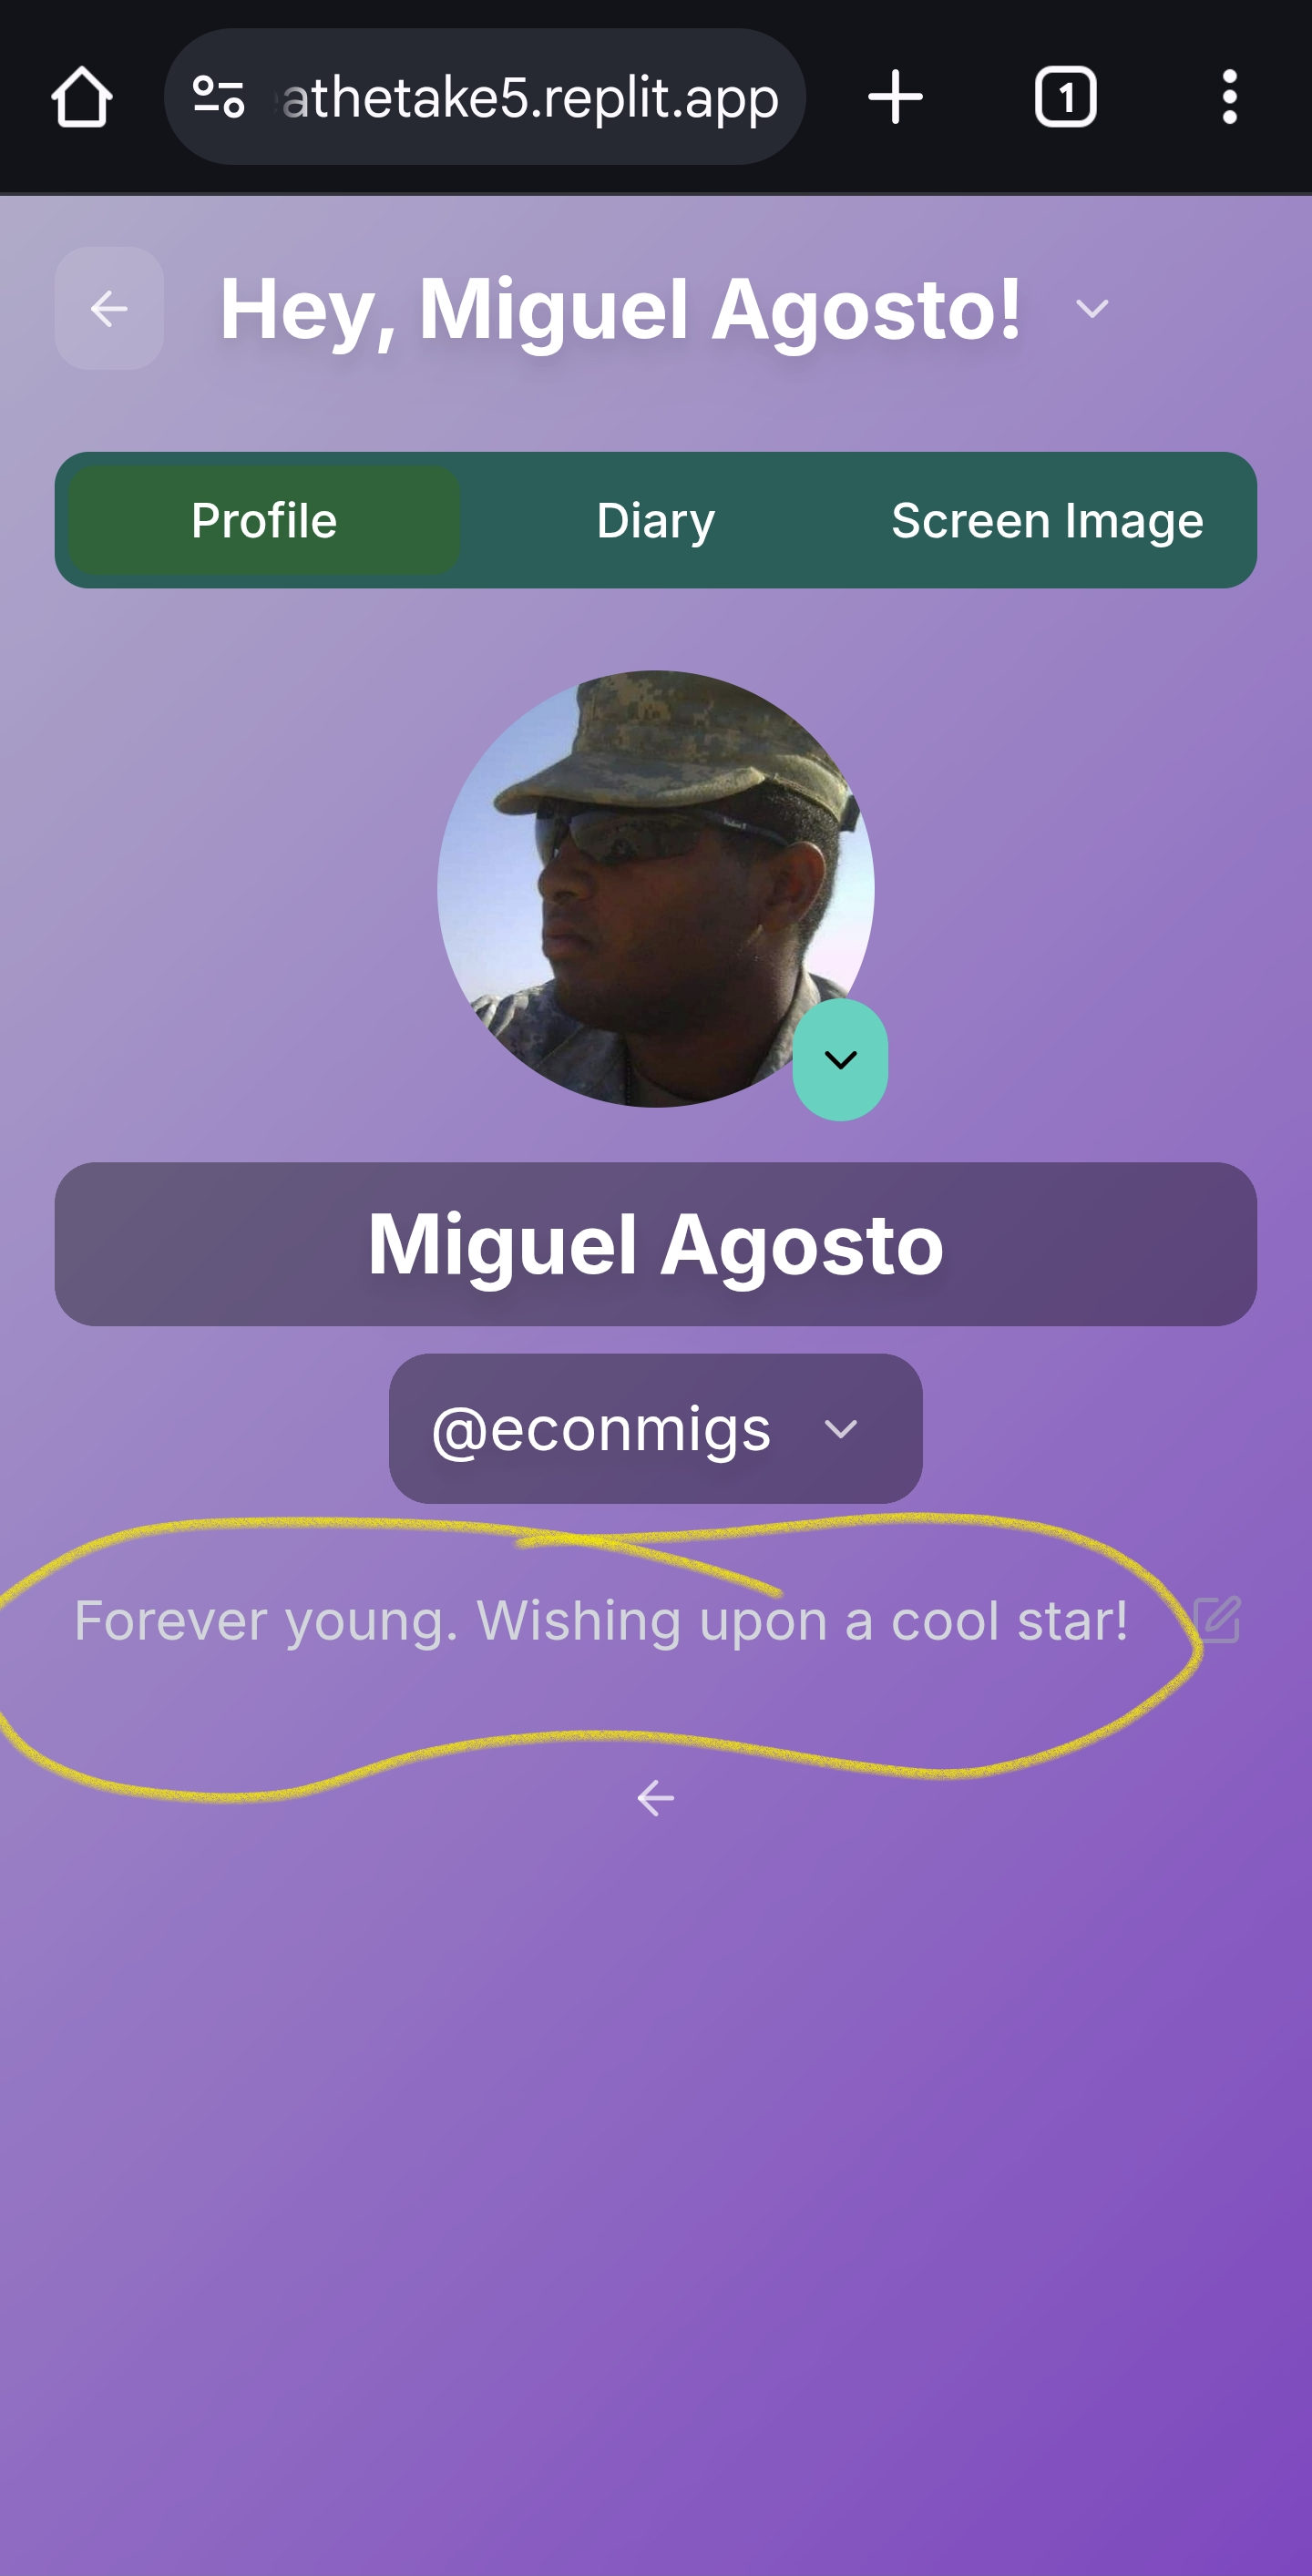 athetake5.replit.app
1
Hey, Miguel Agosto!
Profile
Diary
Screen Image
Miguel Agosto
@econmigs
Forever young. Wishing upon a cool star!